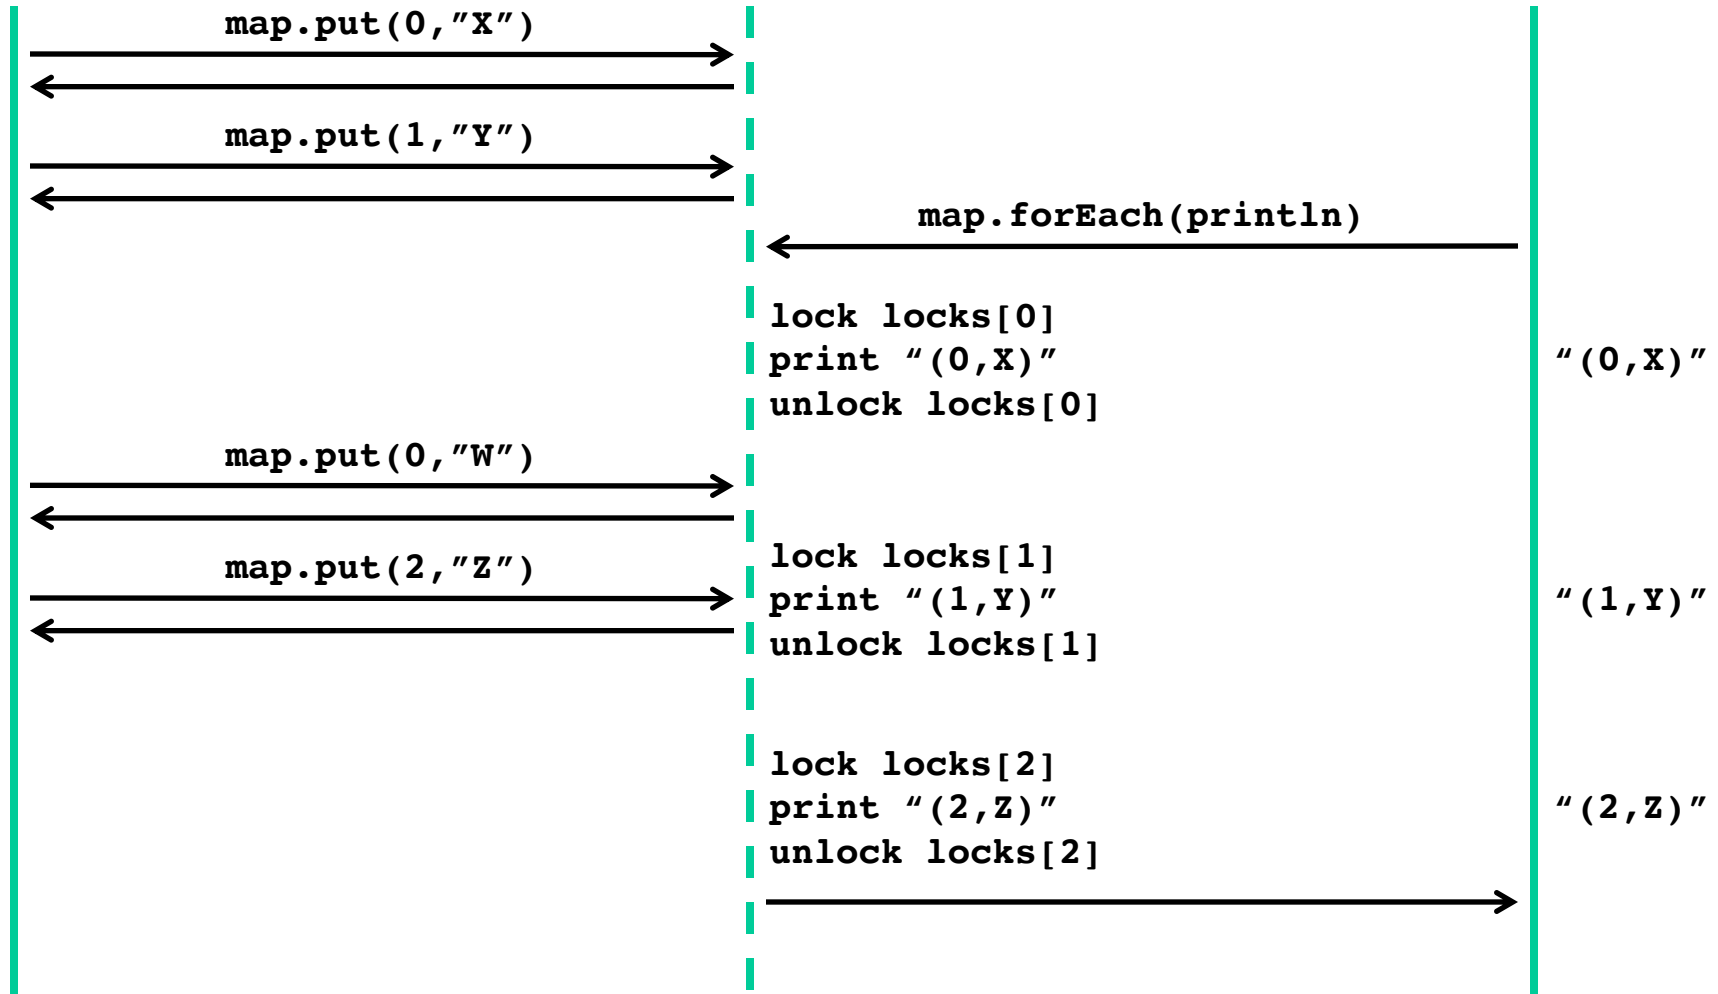 map.put(0,″X″)
map.put(1,″Y″)
map.forEach(println)
lock locks[0]
print “(0,X)″ “(0,X)″
unlock locks[0]
map.put(0,″W″)
lock locks[1]
map.put(2,″Z″)
print “(1,Y)″ “(1,Y)″
unlock locks[1]
lock locks[2]
print “(2,Z)″ “(2,Z)″
unlock locks[2]